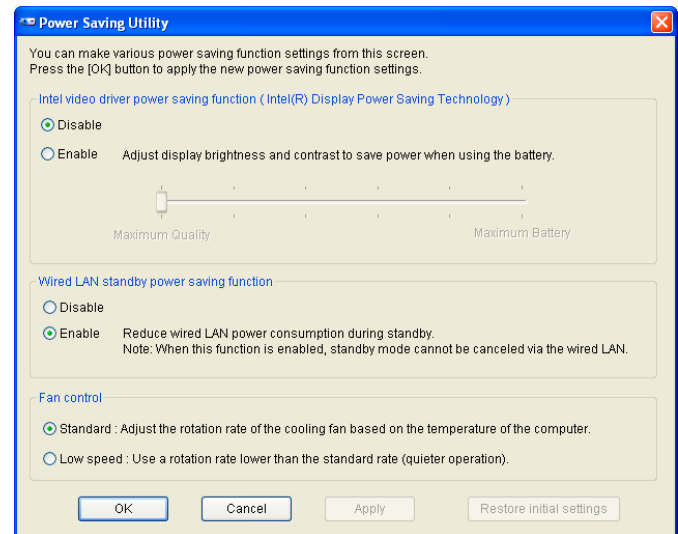 Power Saving Utility
You can make various power saving function settings from this screen.
Press the [OK] button to apply the new power saving function settings.
Intel video driver power saving function ( Intel(R) Display Power Saving Technology )
Disable
Enable Adjust display brightness and contrast to save power when using the battery.
Maximum Quality Maximum Battery
Wired LAN standby power saving function
Disable
Enable Reduce wired LAN power consumption during standby.
Note: When this function is enabled, standby mode cannot be canceled via the wired LAN.
Fan control
Standard : Adjust the rotation rate of the cooling fan based on the temperature of the computer.
Low speed : Use a rotation rate lower than the standard rate (quieter operation).
OK Cancel Apply Restore initial settings